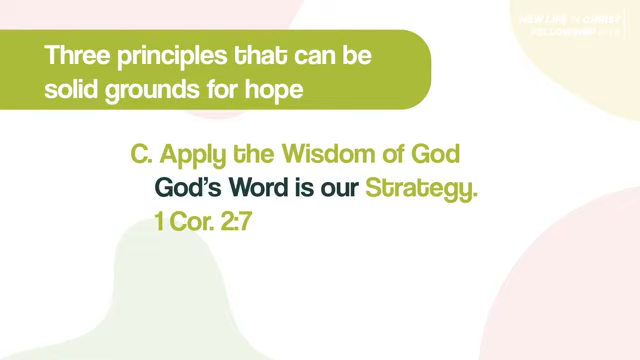 NEW LIFE IN CHRIST
FELLOWSHIP
Three principles that can be
solid grounds for hope
C. Apply the Wisdom of God
God's Word is our Strategy.
1 Cor. 2:7